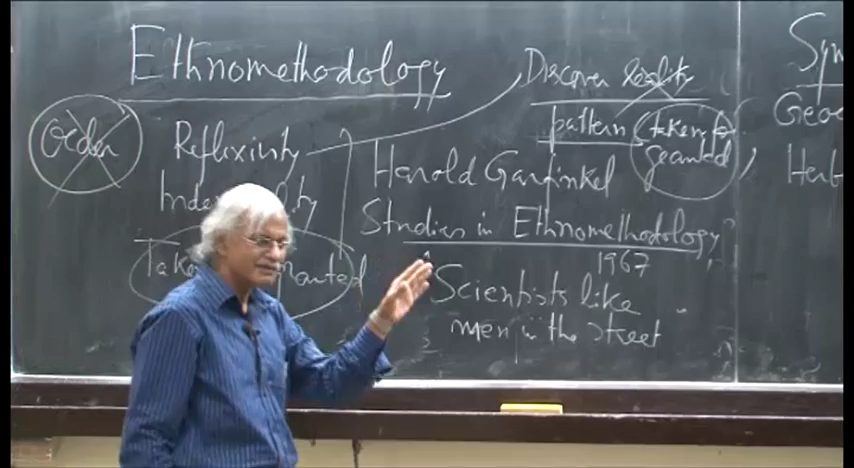 Ethnomethodology
Discover reality
pattern taken for
granted
Order
Reflexivity
Harold Garfinkel
Studies in Ethnomethodology
1967
Scientists like
men in the street
Sy
Geo
Herb